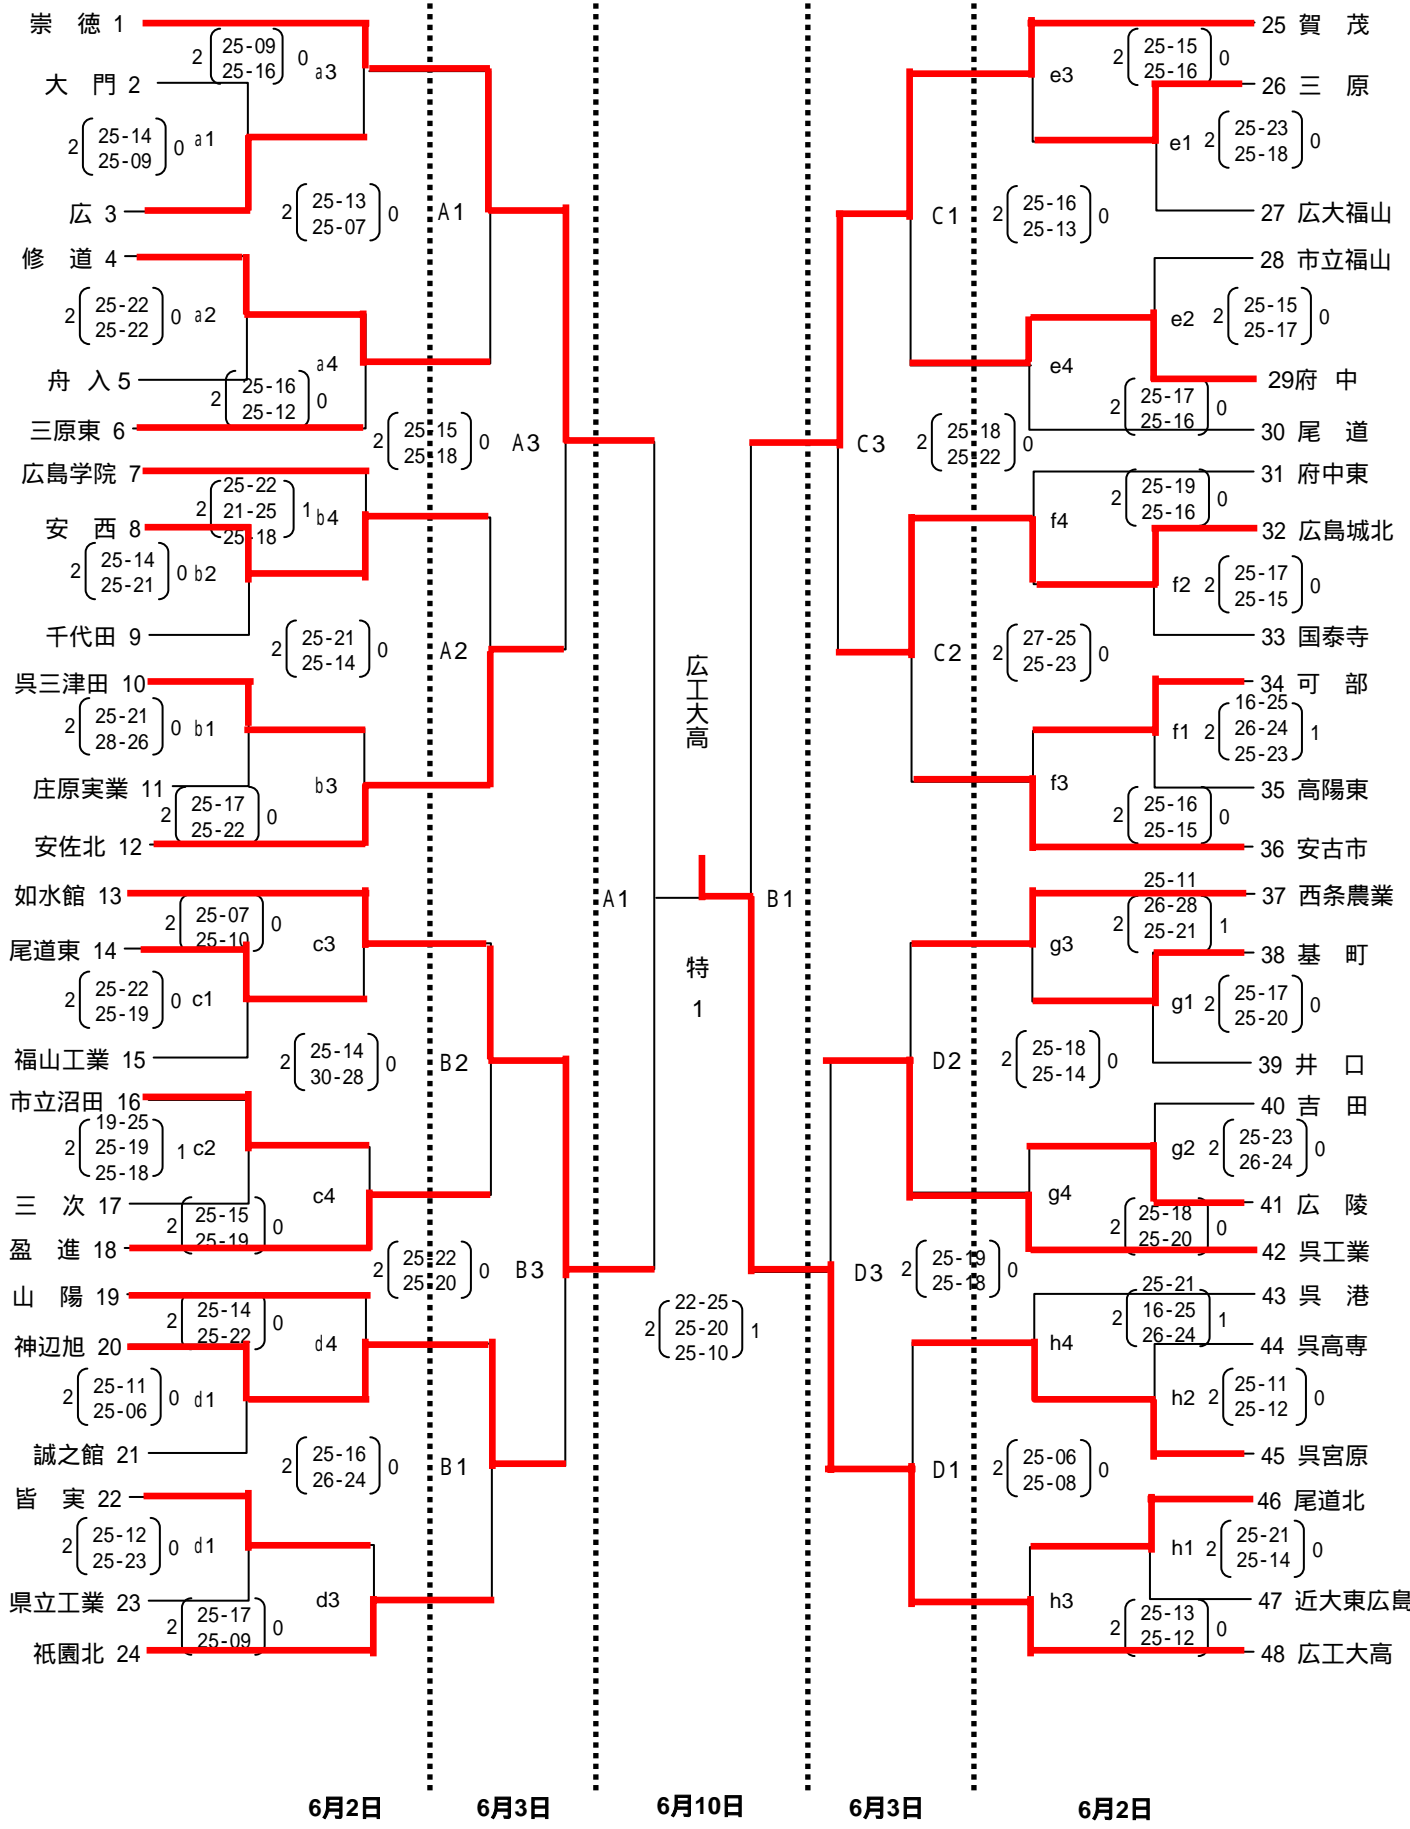 崇　徳 1
2 25-09 0
25-16
a3
大　門 2
2 25-14 0 a1
25-09
広 3
2 25-13 0
25-07
A1
修　道 4
2 25-22 0 a2
25-22
舟　入 5
a4
2 25-16 0
25-12
三原東 6
2 25-15 0
25-18
A3
広島学院 7
2 25-22 1 b4
21-25
25-18
安　西 8
2 25-14 0 b2
25-21
千代田 9
2 25-21 0
25-14
A2
呉三津田 10
2 25-21 0 b1
28-26
庄原実業 11
b3
2 25-17 0
25-22
安佐北 12
A1
如水館 13
2 25-07 0
25-10
c3
尾道東 14
2 25-22 0 c1
25-19
福山工業 15
2 25-14 0
30-28
B2
市立沼田 16
2 19-25 1 c2
25-19
25-18
三　次 17
c4
2 25-15 0
25-19
盈　進 18
2 25-22 0
25-20
B3
山　陽 19
2 25-14 0
25-22
d4
神辺旭 20
2 25-11 0 d1
25-06
誠之館 21
2 25-16 0
26-24
B1
皆　実 22
2 25-12 0 d1
25-23
県立工業 23
d3
2 25-17 0
25-09
祇園北 24
広工大高
特
1
2 22-25 1
25-20
25-10
25 賀　茂
e3
2 25-15 0
25-16
26 三　原
e1 2 25-23 0
25-18
27 広大福山
C1
2 25-16 0
25-13
28 市立福山
e2 2 25-15 0
25-17
29府　中
e4
2 25-17 0
25-16
30 尾　道
C3
2 25-18 0
25-22
31 府中東
f4
2 25-19 0
25-16
32 広島城北
f2 2 25-17 0
25-15
33 国泰寺
C2
2 27-25 0
25-23
34 可　部
f1 2 16-25 1
26-24
25-23
35 高陽東
f3
2 25-16 0
25-15
36 安古市
B1
37 西条農業
g3
2 25-11 1
26-28
25-21
38 基　町
g1 2 25-17 0
25-20
39 井　口
D2
2 25-18 0
25-14
40 吉　田
g2 2 25-23 0
26-24
41 広　陵
g4
2 25-18 0
25-20
42 呉工業
D3
2 25-19 0
25-18
43 呉　港
h4
2 25-21 1
16-25
26-24
44 呉高専
h2 2 25-11 0
25-12
45 呉宮原
D1
2 25-06 0
25-08
46 尾道北
h1 2 25-21 0
25-14
47 近大東広島
h3
2 25-13 0
25-12
48 広工大高
6月2日 6月3日 6月10日 6月3日 6月2日